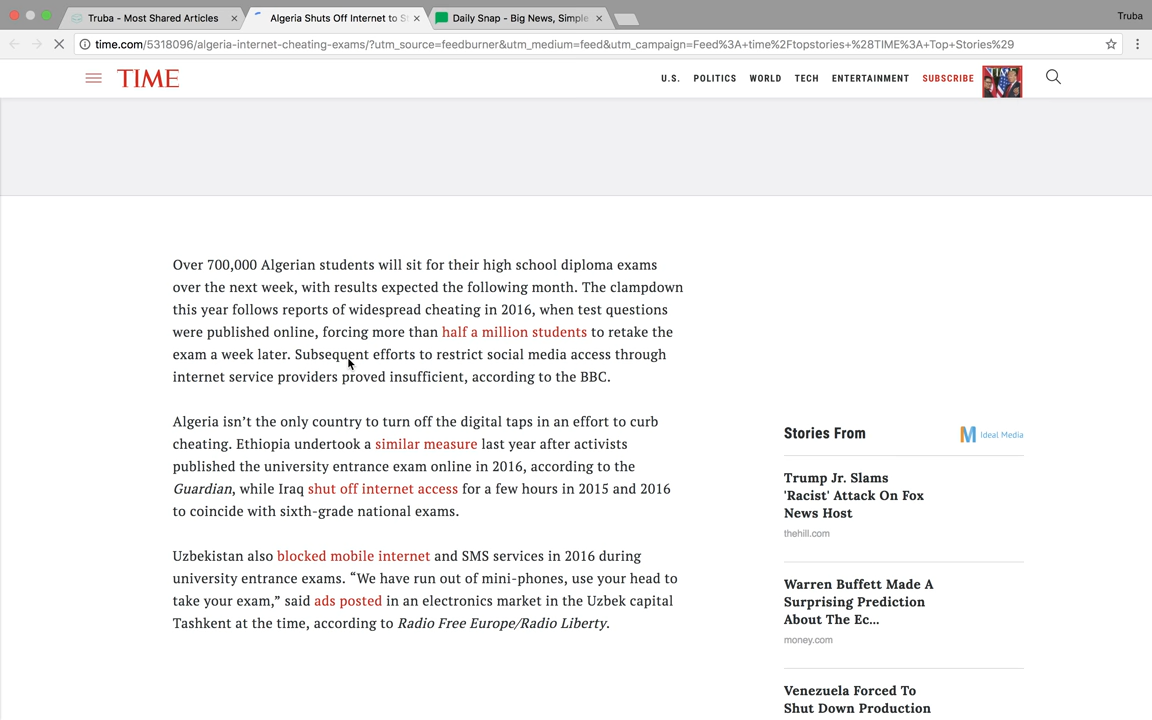 Truba - Most Shared Articles
Algeria Shuts Off Internet to S
Daily Snap - Big News, Simple
Truba
time.com/5318096/algeria-internet-cheating-exams/?utm_source=feedburner&utm_medium=feed&utm_campaign=Feed%3A+time%2Ftopstories+%28TIME%3A+Top+Stories%29
TIME
U.S. POLITICS WORLD TECH ENTERTAINMENT SUBSCRIBE
Over 700,000 Algerian students will sit for their high school diploma exams
over the next week, with results expected the following month. The clampdown
this year follows reports of widespread cheating in 2016, when test questions
were published online, forcing more than half a million students to retake the
exam a week later. Subsequent efforts to restrict social media access through
internet service providers proved insufficient, according to the BBC.
Algeria isn’t the only country to turn off the digital taps in an effort to curb
cheating. Ethiopia undertook a similar measure last year after activists
published the university entrance exam online in 2016, according to the
Guardian, while Iraq shut off internet access for a few hours in 2015 and 2016
to coincide with sixth-grade national exams.
Uzbekistan also blocked mobile internet and SMS services in 2016 during
university entrance exams. “We have run out of mini-phones, use your head to
take your exam,” said ads posted in an electronics market in the Uzbek capital
Tashkent at the time, according to Radio Free Europe/Radio Liberty.
Stories From
Ideal Media
Trump Jr. Slams
'Racist' Attack On Fox
News Host
thehill.com
Warren Buffett Made A
Surprising Prediction
About The Ec...
money.com
Venezuela Forced To
Shut Down Production